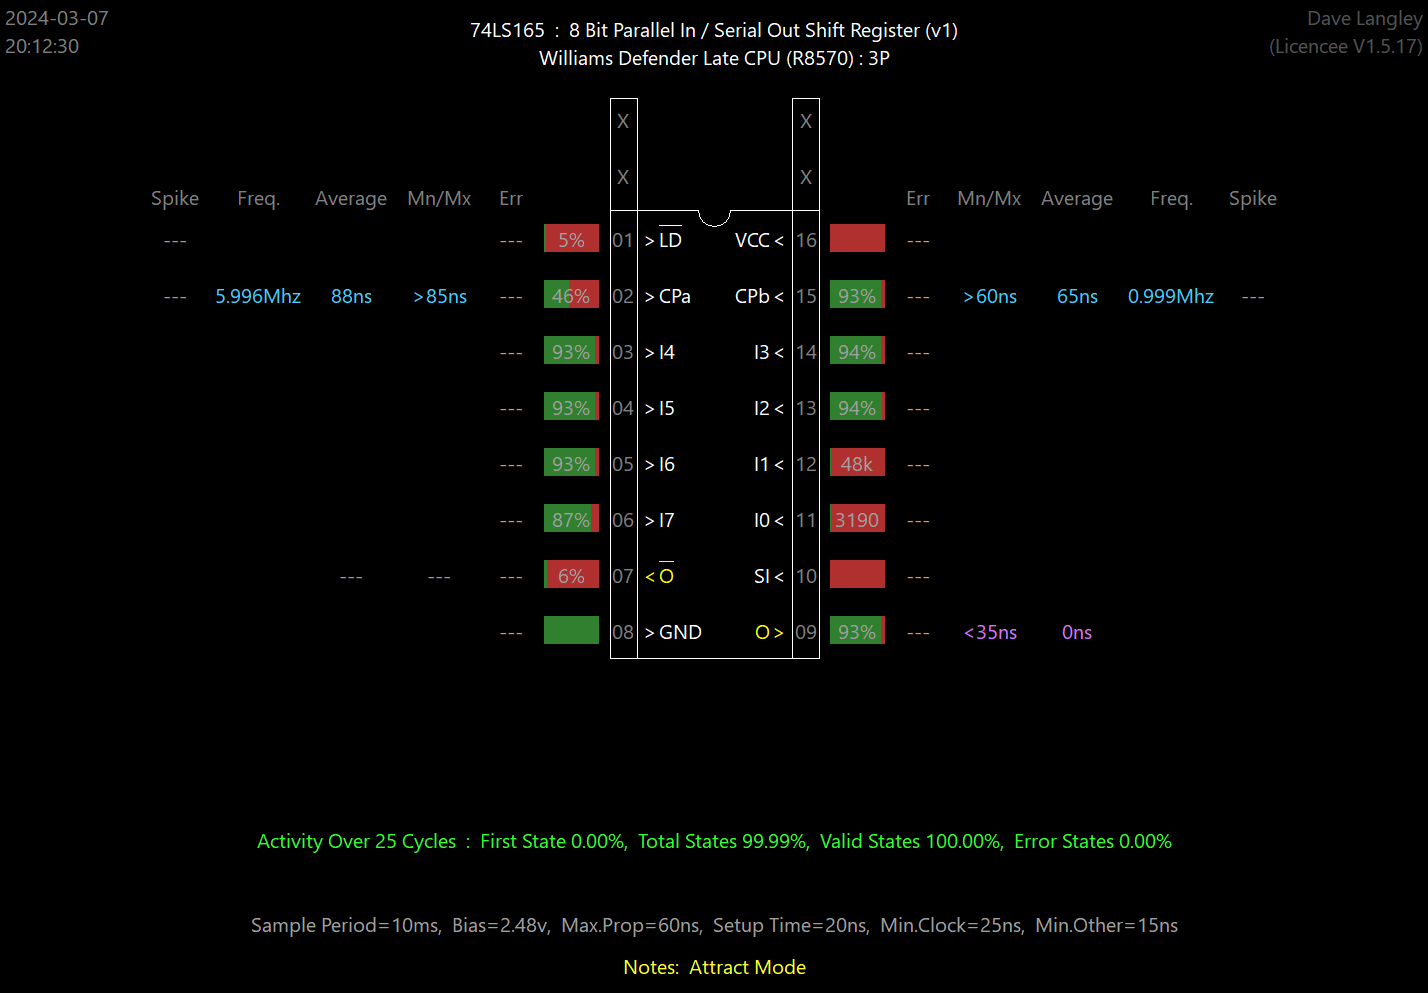 2024-03-07
20:12:30
74LS165 : 8 Bit Parallel In / Serial Out Shift Register (v1)
Williams Defender Late CPU (R8570) : 3P
Dave Langley
(Licencee V1.5.17)
X X
X X
Spike Freq. Average Mn/Mx Err Err Mn/Mx Average Freq. Spike
--- --- 5% 01 > LD VCC < 16 ---
--- 5.996Mhz 88ns >85ns --- 46% 02 > CPa CPb < 15 93% --- >60ns 65ns 0.999Mhz ---
--- 93% 03 > I4 I3 < 14 94% ---
--- 93% 04 > I5 I2 < 13 94% ---
--- 93% 05 > I6 I1 < 12 48k ---
--- 87% 06 > I7 I0 < 11 3190 ---
--- --- --- 6% 07 < O SI < 10 ---
--- 08 > GND O > 09 93% --- <35ns 0ns
Activity Over 25 Cycles : First State 0.00%, Total States 99.99%, Valid States 100.00%, Error States 0.00%
Sample Period=10ms, Bias=2.48v, Max.Prop=60ns, Setup Time=20ns, Min.Clock=25ns, Min.Other=15ns
Notes: Attract Mode